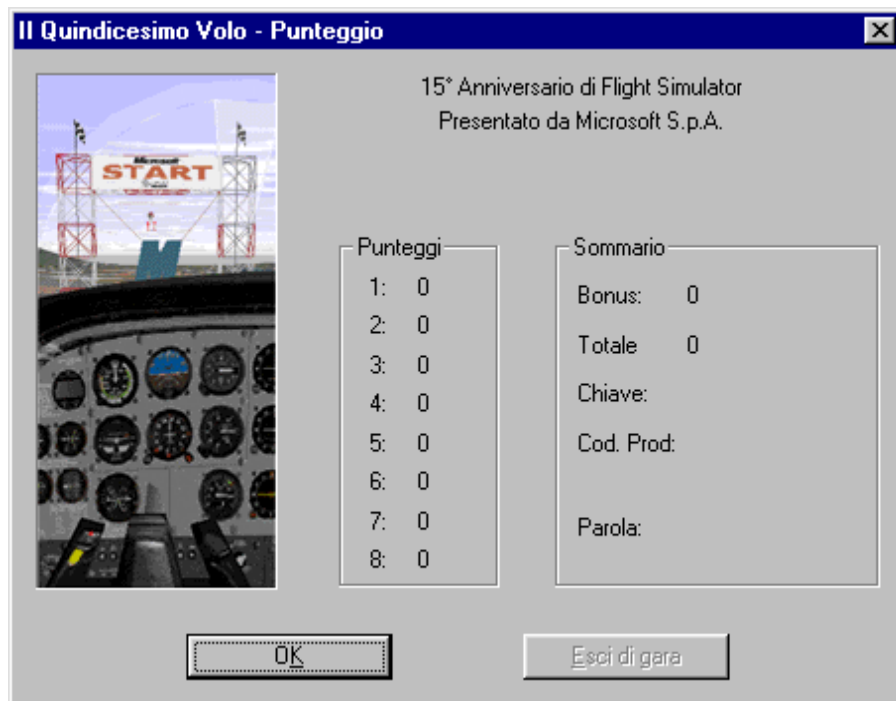 Il Quindicesimo Volo - Punteggio
15° Anniversario di Flight Simulator
Presentato da Microsoft S.p.A.
Microsoft
START
Punteggi
1: 0
2: 0
3: 0
4: 0
5: 0
6: 0
7: 0
8: 0
Sommario
Bonus: 0
Totale 0
Chiave:
Cod. Prod:
Parola:
OK
Esci di gara